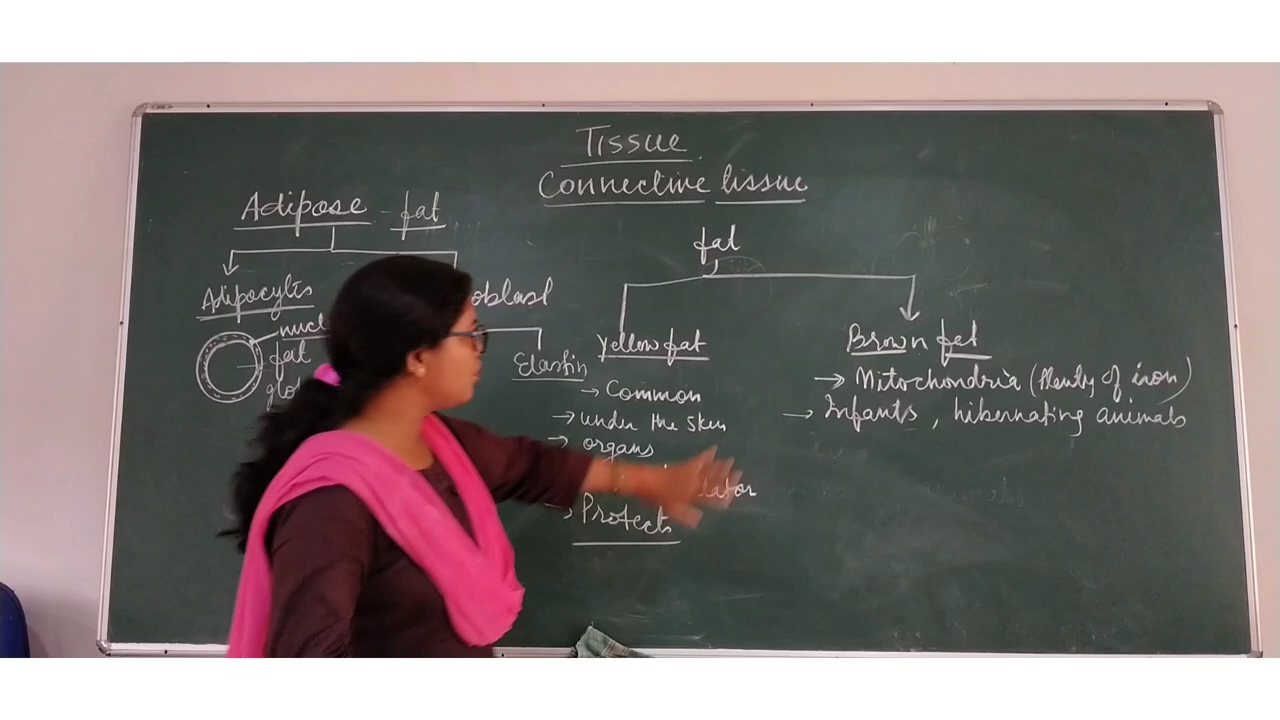 Tissue
Connective tissue
Adipose - fat
Adipocytes
oblast
nucl
fat
glo
Elastin
fat
Yellow fat
→ Common
→ under the skin
→ organs
lator
→ Protects
Brown fat
→ Mitochondria (Plenty of iron)
→ Infants, hibernating animals